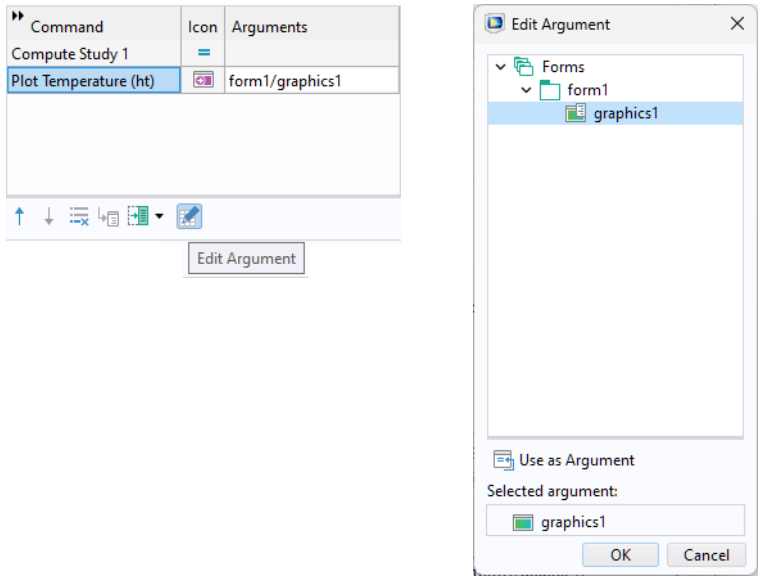 Command Icon Arguments
Compute Study 1
Plot Temperature (ht) form1/graphics1
Edit Argument
Edit Argument
Forms
form1
graphics1
Use as Argument
Selected argument:
graphics1
OK Cancel